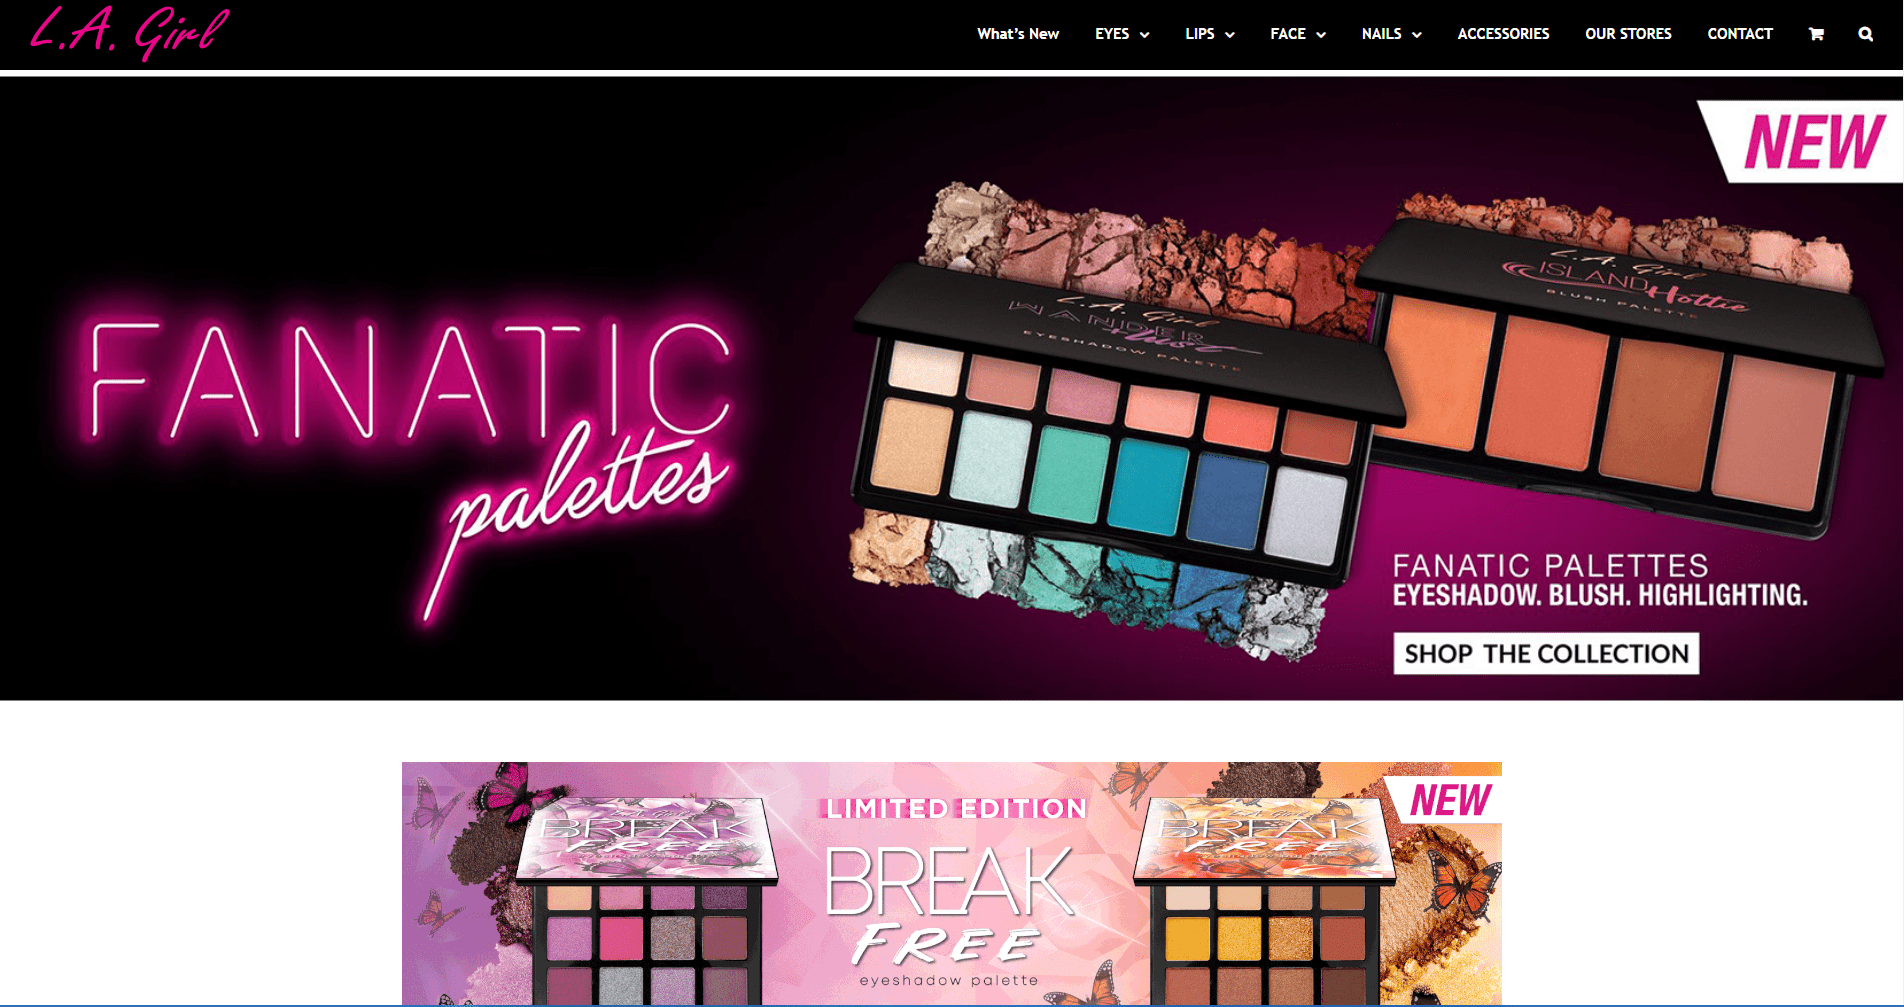 L.A. Girl
What's New
EYES
LIPS
FACE
NAILS
ACCESSORIES
OUR STORES
CONTACT
NEW
FANATIC
palettes
L.A. Girl
WANDER
lust
EYESHADOW PALETTE
L.A. Girl
ISLAND Hottie
BLUSH PALETTE
FANATIC PALETTES
EYESHADOW. BLUSH. HIGHLIGHTING.
SHOP THE COLLECTION
NEW
LIMITED EDITION
BREAK
FREE
eyeshadow palette
L.A. Girl
BREAK
FREE
L.A. Girl
BREAK
FREE